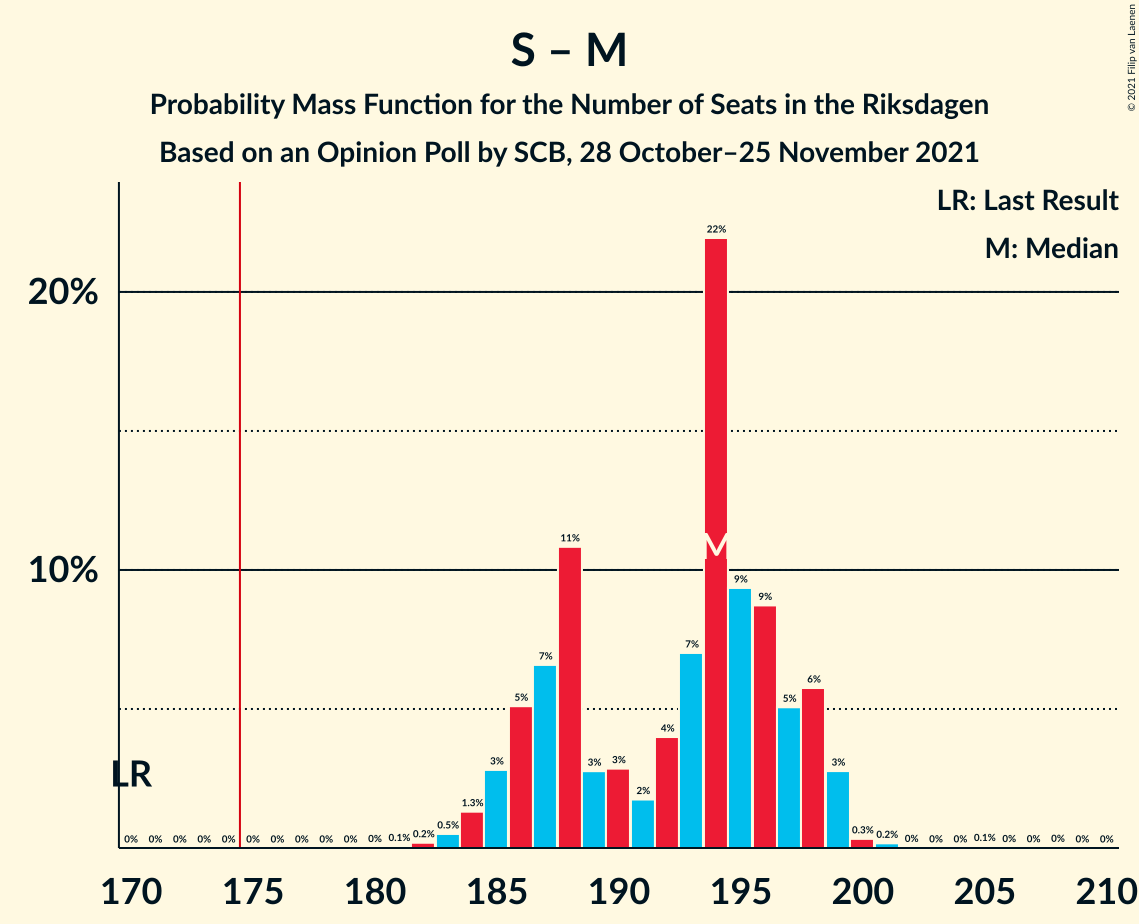 S – M
Probability Mass Function for the Number of Seats in the Riksdagen
Based on an Opinion Poll by SCB, 28 October–25 November 2021
© 2021 Filip van Laenen
LR: Last Result
M: Median
20%
10%
LR
M
0% 0% 0% 0% 0% 0% 0% 0% 0% 0% 0% 0.1% 0.2% 0.5% 1.3% 3% 5% 7% 11% 3% 3% 2% 4% 7% 22% 9% 9% 5% 6% 3% 0.3% 0.2% 0% 0% 0% 0.1% 0% 0% 0% 0% 0%
170 175 180 185 190 195 200 205 210